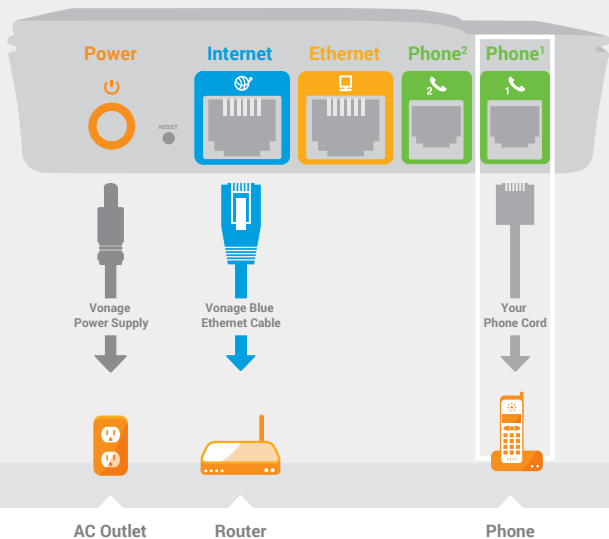 Power Internet Ethernet Phone² Phone¹
2 1
RESET
Vonage
Power Supply
Vonage Blue
Ethernet Cable
Your
Phone Cord
AC Outlet Router Phone